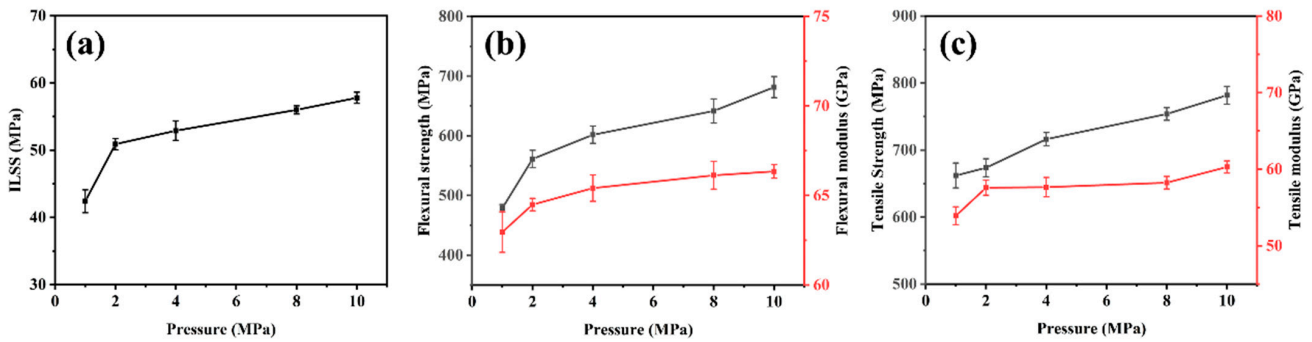 (a)
ILSS (MPa)
70
60
50
40
30
0 2 4 6 8 10
Pressure (MPa)
(b)
Flexural strength (MPa)
800
700
600
500
400
0 2 4 6 8 10
Pressure (MPa)
75
70
65
60
Flexural modulus (GPa)
(c)
Tensile Strength (MPa)
900
800
700
600
500
0 2 4 6 8 10
Pressure (MPa)
80
70
60
50
Tensile modulus (GPa)